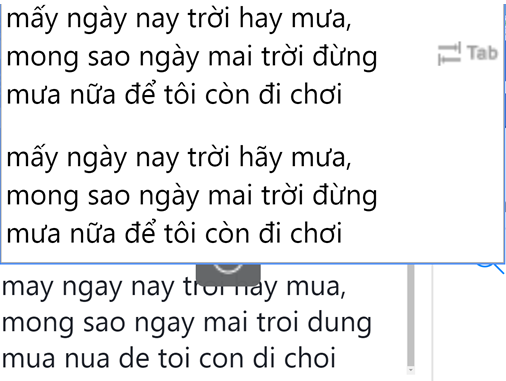 mấy ngày nay trời hay mưa,
mong sao ngày mai trời đừng
mưa nữa để tôi còn đi chơi
Tab
mấy ngày nay trời hãy mưa,
mong sao ngày mai trời đừng
mưa nữa để tôi còn đi chơi
may ngay nay troi hay mua,
mong sao ngay mai troi dung
mua nua de toi con di choi